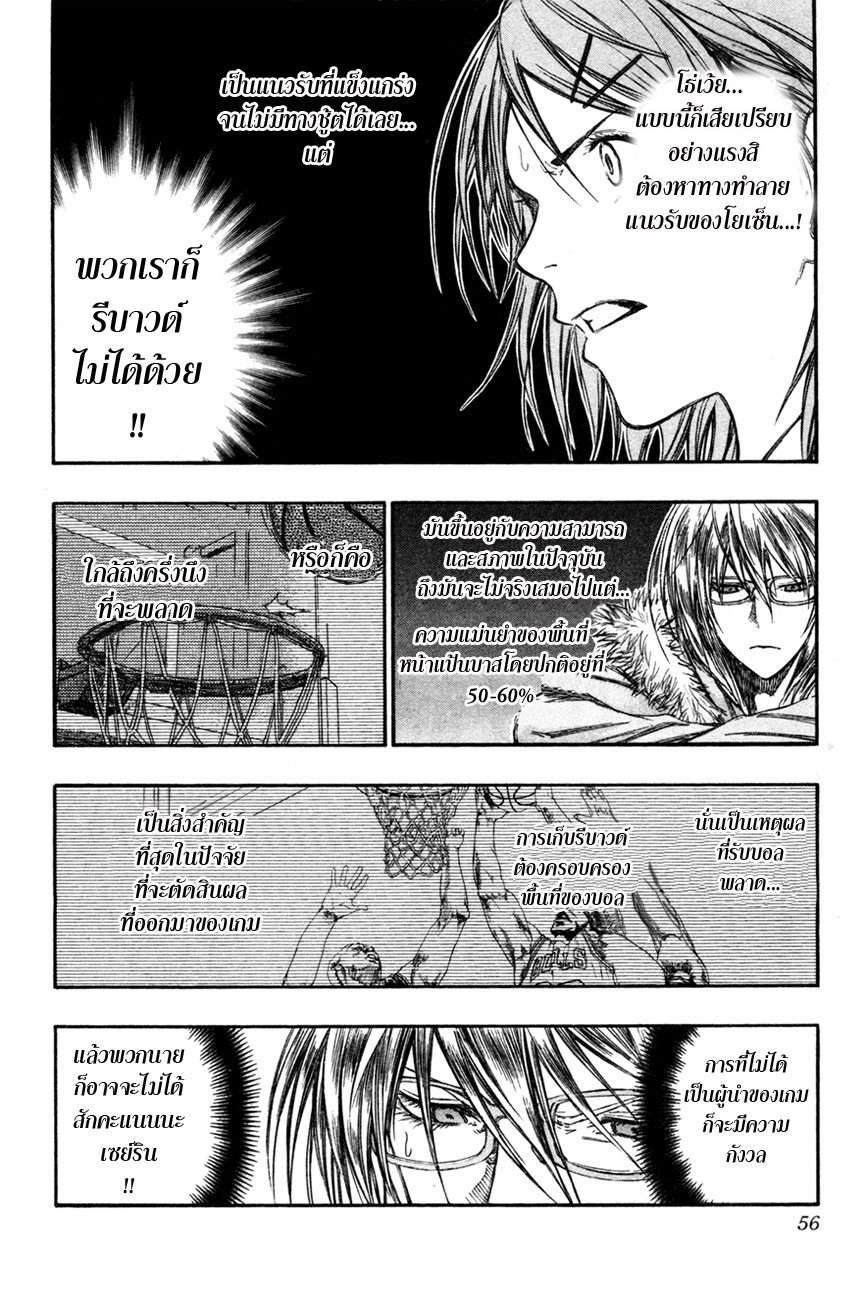 โธ่เว้ย...
แบบนี้ก็เสียเปรียบ
อย่างแรงสิ
ต้องหาทางทำลาย
แนวรับของโยเซ็น...!
เป็นแนวรับที่แข็งแกร่ง
จนไม่มีทางชู้ตได้เลย...
แต่
พวกเราก็
รีบาวด์
ไม่ได้ด้วย
!!
มันขึ้นอยู่กับความสามารถ
และสภาพในปัจจุบัน
ถึงมันจะไม่จริงเสมอไปแต่...
ความแม่นยำของพื้นที่
หน้าแป้นบาสโดยปกติอยู่ที่
50-60%
หรือก็คือ
ใกล้ถึงครึ่งนึง
ที่จะพลาด
นั่นเป็นเหตุผล
ที่รับบอล
พลาด...
การเก็บรีบาวด์
ต้องครอบครอง
พื้นที่ของบอล
เป็นสิ่งสำคัญ
ที่สุดในปัจจัย
ที่จะตัดสินผล
ที่ออกมาของเกม
BULLS
การที่ไม่ได้
เป็นผู้นำของเกม
ก็จะมีความ
กังวล
แล้วพวกนาย
ก็อาจจะไม่ได้
สักคะแนนนะ
เซย์ริน
!!
56